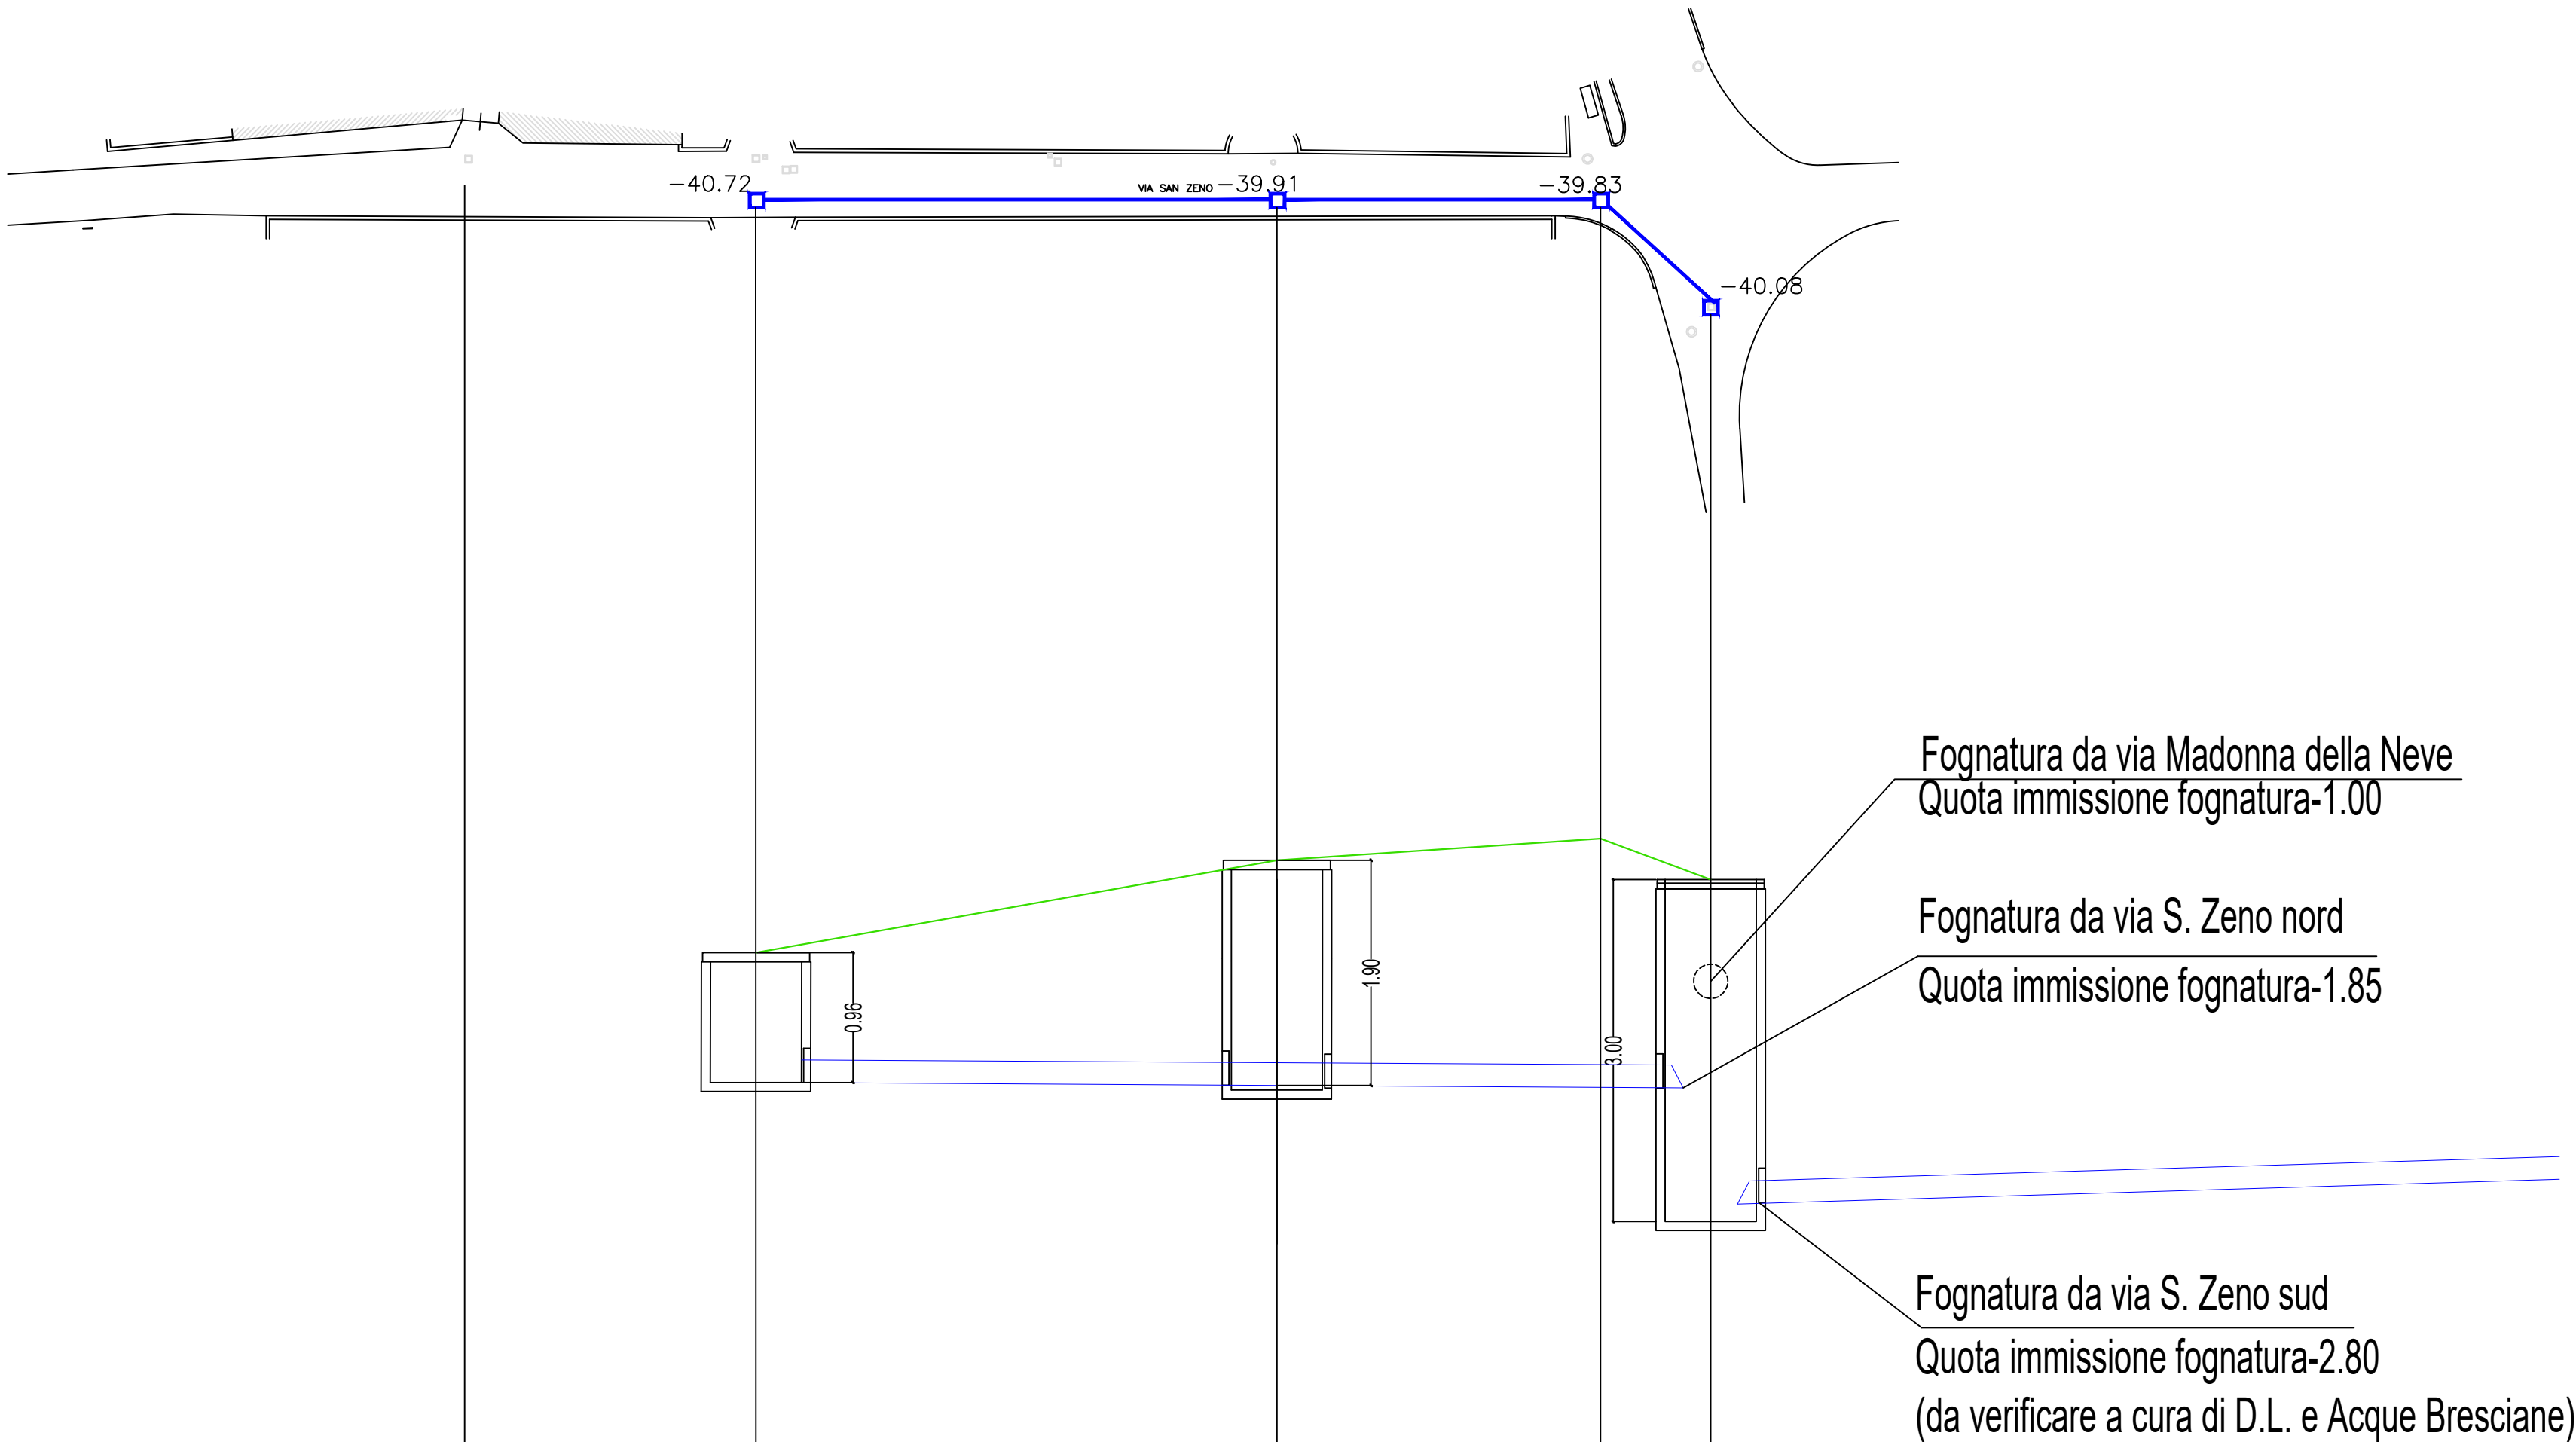 -40.72
VIA SAN ZENO
-39.91
-39.83
-40.08
Fognatura da via Madonna della Neve
Quota immissione fognatura-1.00
Fognatura da via S. Zeno nord
Quota immissione fognatura-1.85
0.96
1.90
3.00
Fognatura da via S. Zeno sud
Quota immissione fognatura-2.80
(da verificare a cura di D.L. e Acque Bresciane)